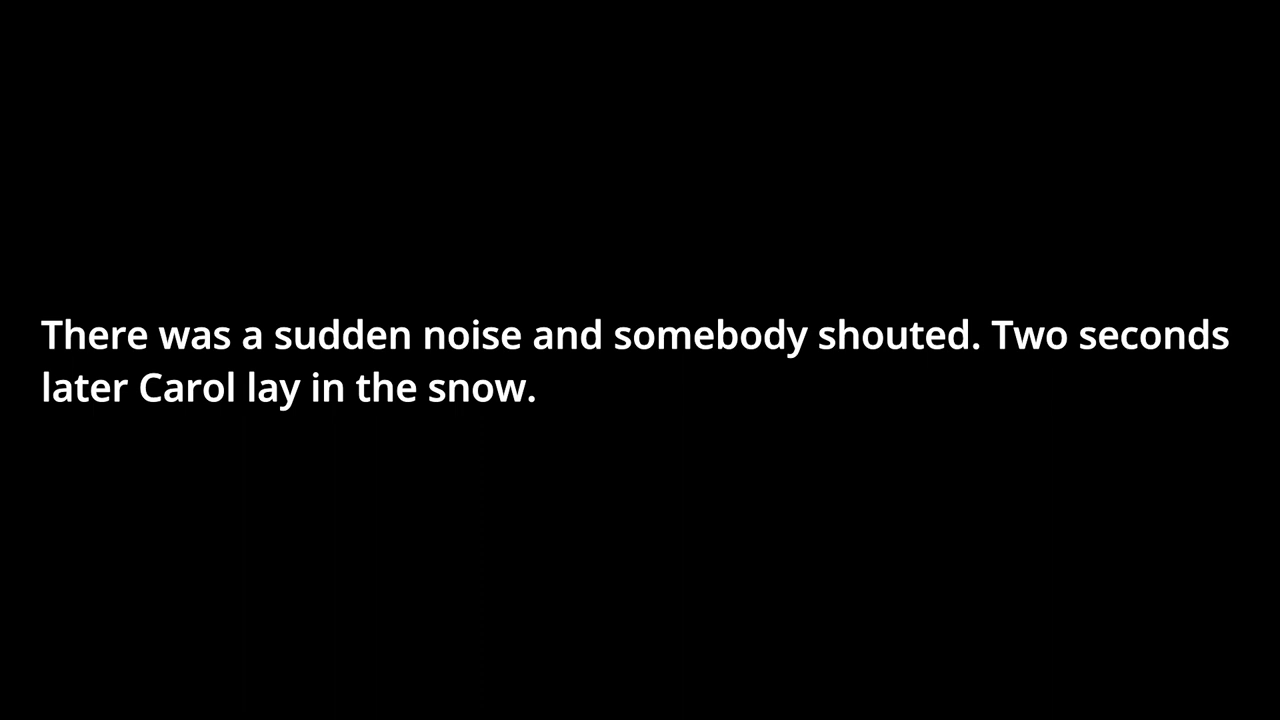 There was a sudden noise and somebody shouted. Two seconds
later Carol lay in the snow.